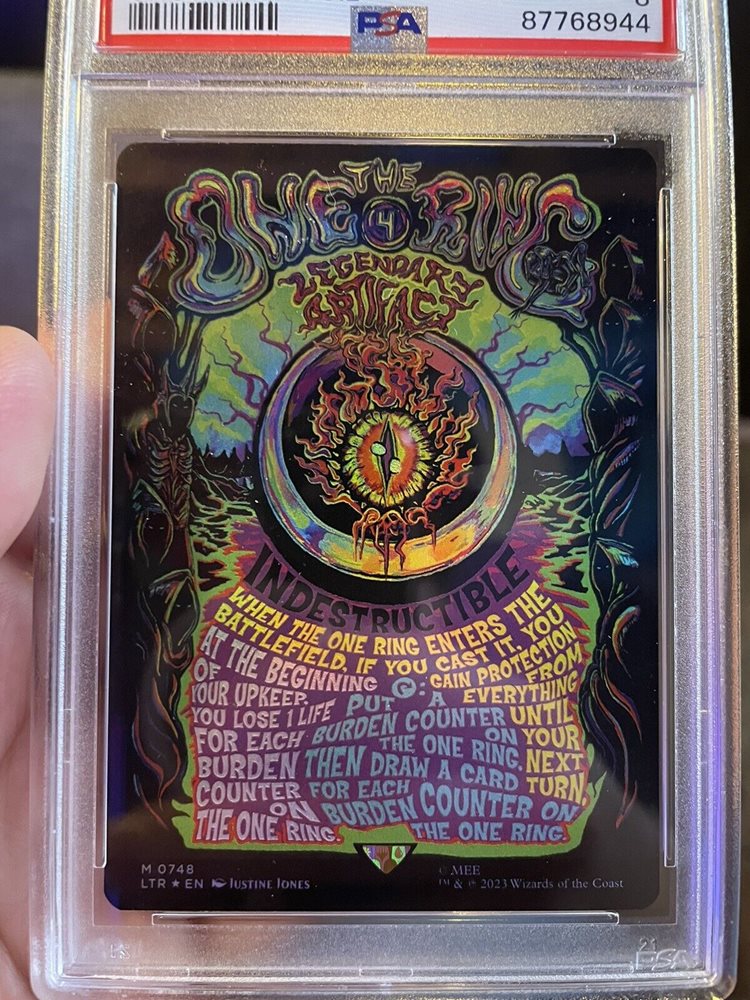 PSA
8
87768944
THE
ONE RING
4
LEGENDARY
ARTIFACT
INDESTRUCTIBLE
WHEN THE ONE RING ENTERS THE
BATTLEFIELD, IF YOU CAST IT, YOU
GAIN PROTECTION
FROM
EVERYTHING
UNTIL
YOUR
NEXT
TURN.
AT THE BEGINNING
OF
YOUR UPKEEP,
YOU LOSE 1 LIFE
FOR EACH
BURDEN
COUNTER
ON
THE ONE RING.
: PUT A
BURDEN COUNTER
ON
THE ONE RING,
THEN DRAW A CARD
FOR EACH
BURDEN COUNTER ON
THE ONE RING.
M 0748
LTR ★ EN JUSTINE JONES
© MEE
™ & ℗ 2023 Wizards of the Coast
21
PSA